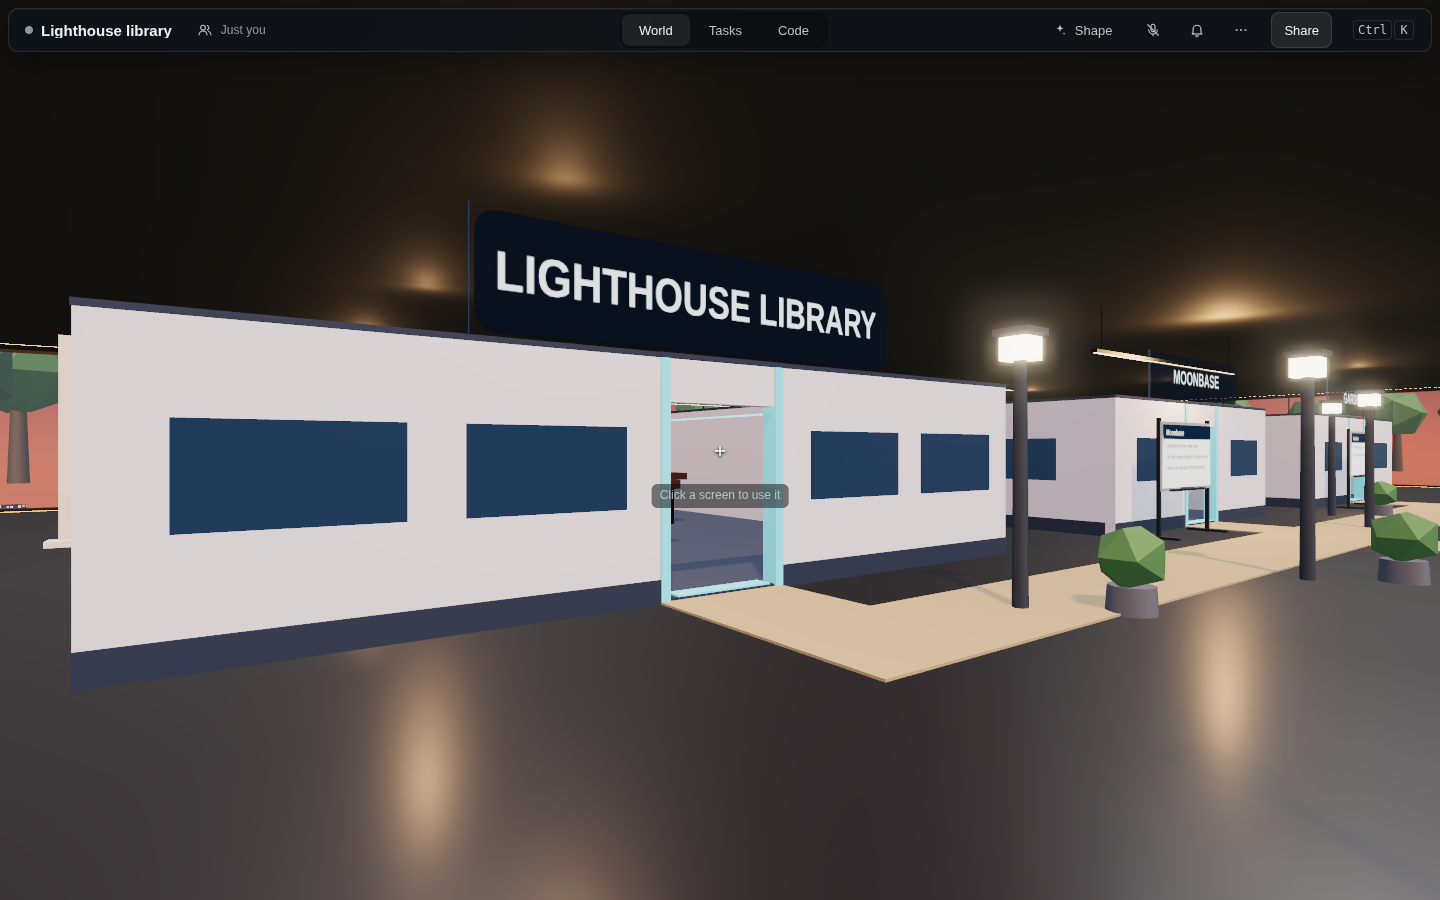 Lighthouse library
Just you
World
Tasks
Code
Shape
Share
Ctrl
K
LIGHTHOUSE LIBRARY
MOONBASE
Moonbase
Click a screen to use it